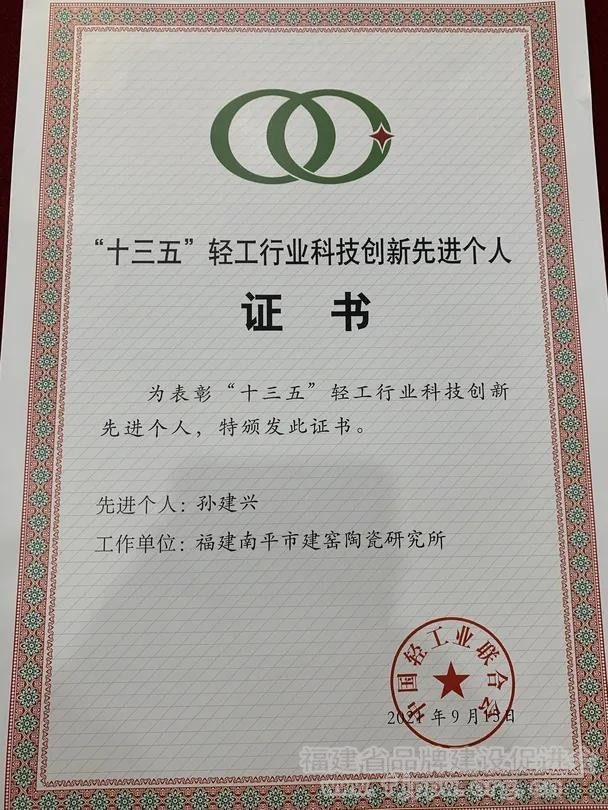 “十三五”轻工行业科技创新先进个人
证书
为表彰“十三五”轻工行业科技创新
先进个人，特颁发此证书。
先进个人：孙建兴
工作单位：福建南平市建窑陶瓷研究所
中国轻工业联合会
2021年9月15日
福建省品牌建设促进